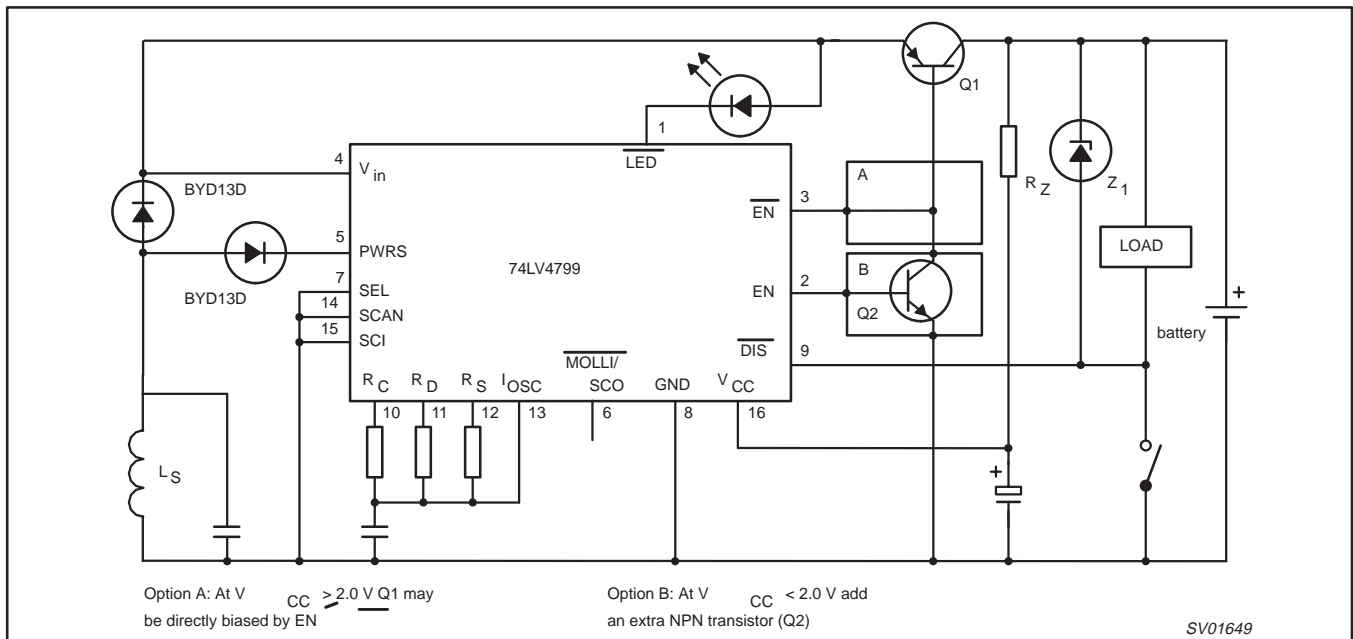 Q1
1
LED
4
V in
BYD13D
A
3
EN
R Z
Z 1
5
PWRS
74LV4799
LOAD
BYD13D
7
SEL
14
SCAN
15
SCI
2
EN
B
Q2
+
battery
DIS
9
R C
R D
R S
I OSC
MOLLI/
SCO
GND
V CC
10
11
12
13
6
8
16
L S
+
Option A: At V CC > 2.0 V Q1 may
be directly biased by EN
Option B: At V CC < 2.0 V add
an extra NPN transistor (Q2)
SV01649